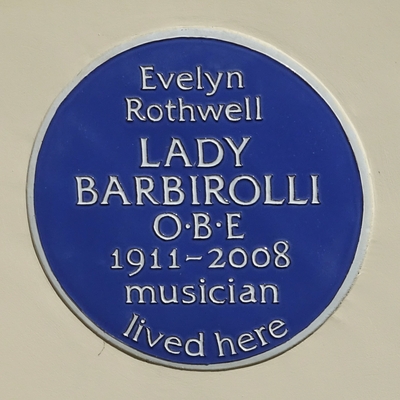 Evelyn
Rothwell
LADY
BARBIROLLI
O·B·E
1911-2008
musician
lived here